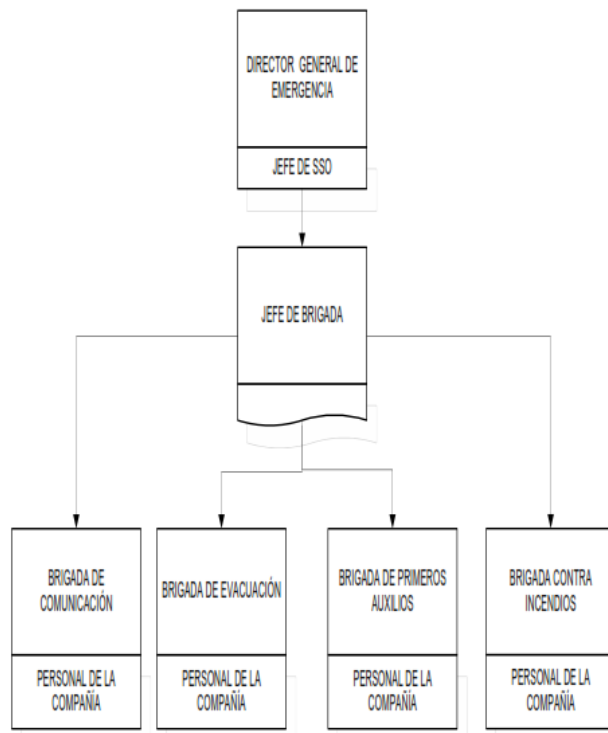 DIRECTOR GENERAL DE
EMERGENCIA
JEFE DE SSO
JEFE DE BRIGADA
BRIGADA DE
COMUNICACIÓN
PERSONAL DE LA
COMPAÑÍA
BRIGADA DE EVACUACIÓN
PERSONAL DE LA
COMPAÑÍA
BRIGADA DE PRIMEROS
AUXILIOS
PERSONAL DE LA
COMPAÑÍA
BRIGADA CONTRA
INCENDIOS
PERSONAL DE LA
COMPAÑÍA